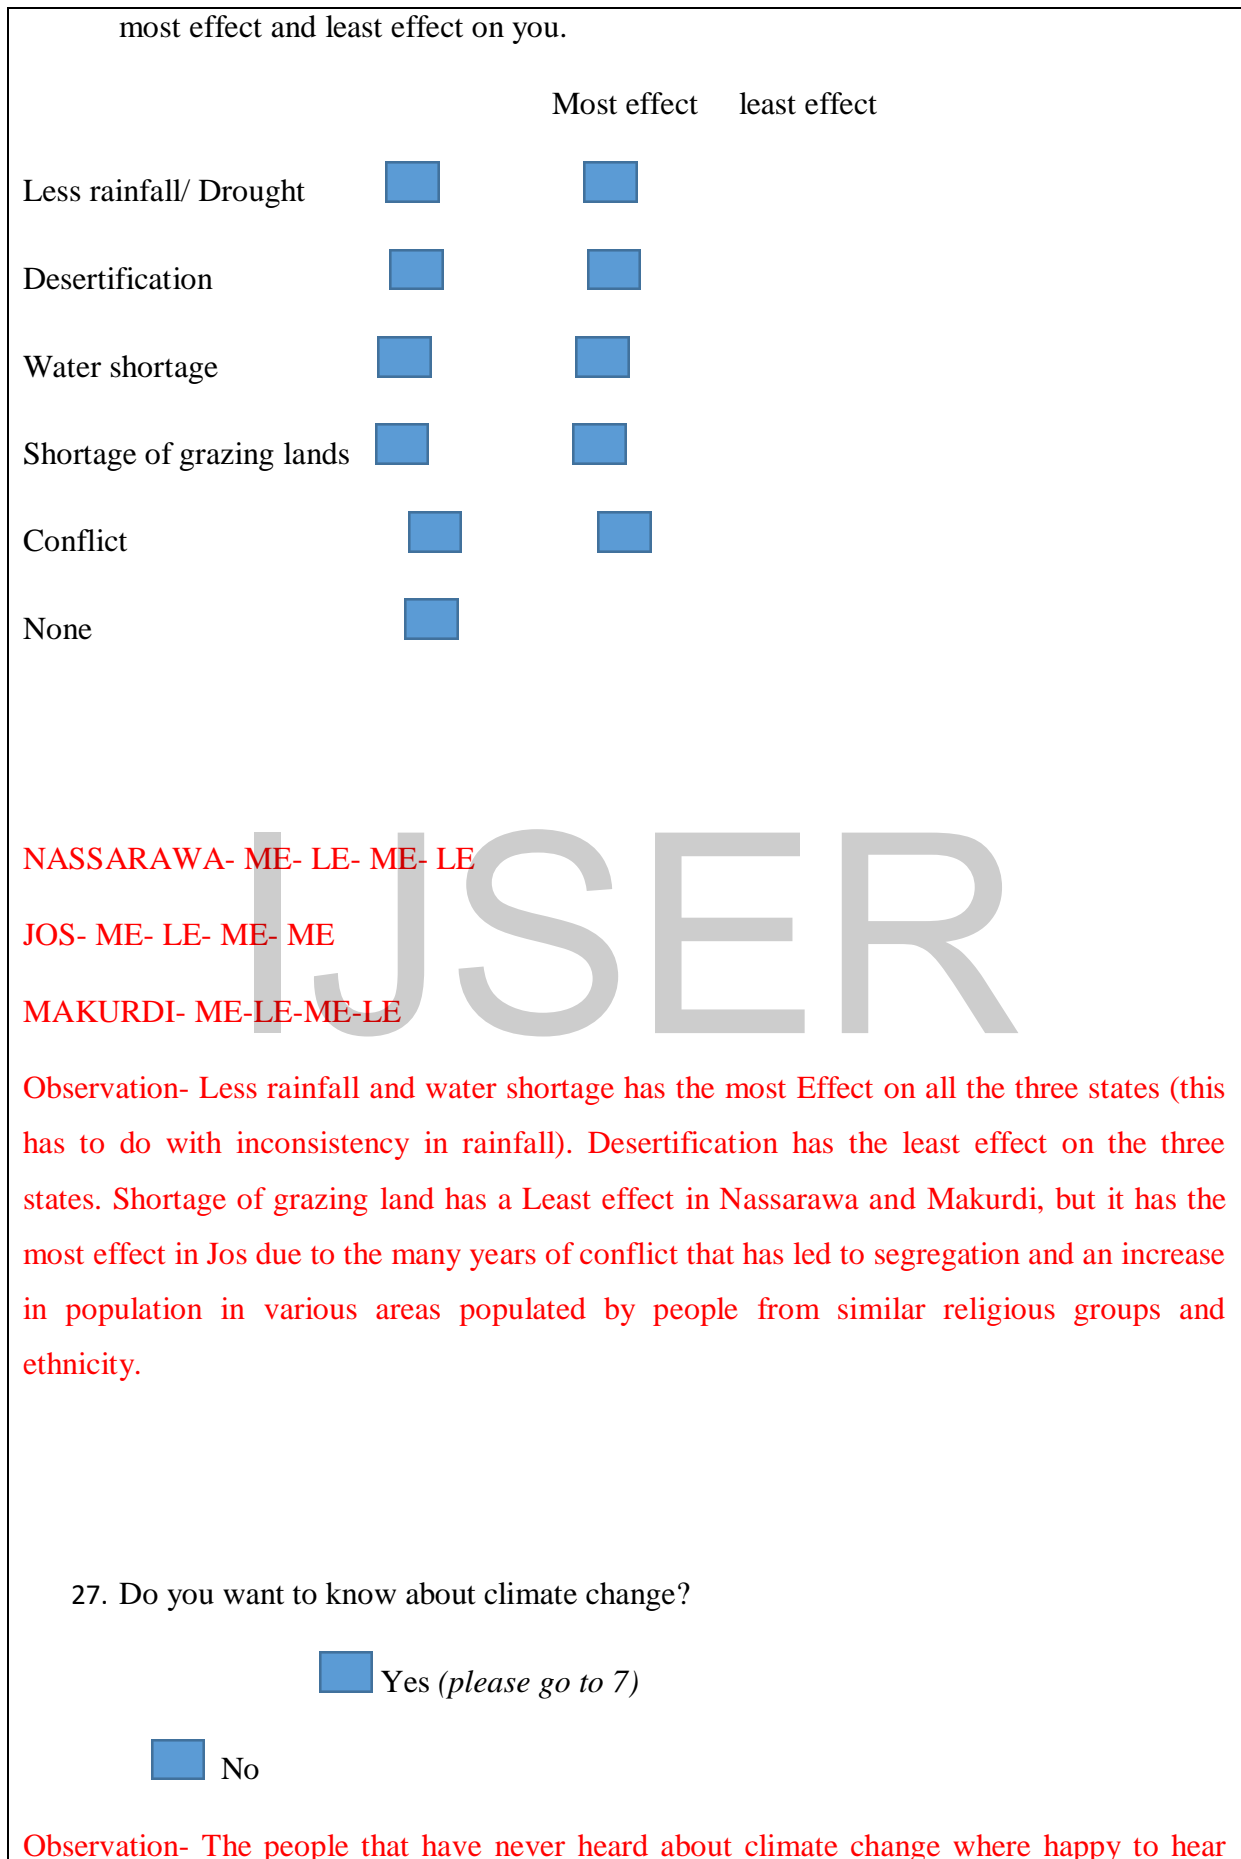 most effect and least effect on you.
Most effect least effect
Less rainfall/ Drought
Desertification
Water shortage
Shortage of grazing lands
Conflict
None
IJSER
NASSARAWA- ME- LE- ME- LE
JOS- ME- LE- ME- ME
MAKURDI- ME-LE-ME-LE
Observation- Less rainfall and water shortage has the most Effect on all the three states (this
has to do with inconsistency in rainfall). Desertification has the least effect on the three
states. Shortage of grazing land has a Least effect in Nassarawa and Makurdi, but it has the
most effect in Jos due to the many years of conflict that has led to segregation and an increase
in population in various areas populated by people from similar religious groups and
ethnicity.
27. Do you want to know about climate change?
Yes (please go to 7)
No
Observation- The people that have never heard about climate change where happy to hear